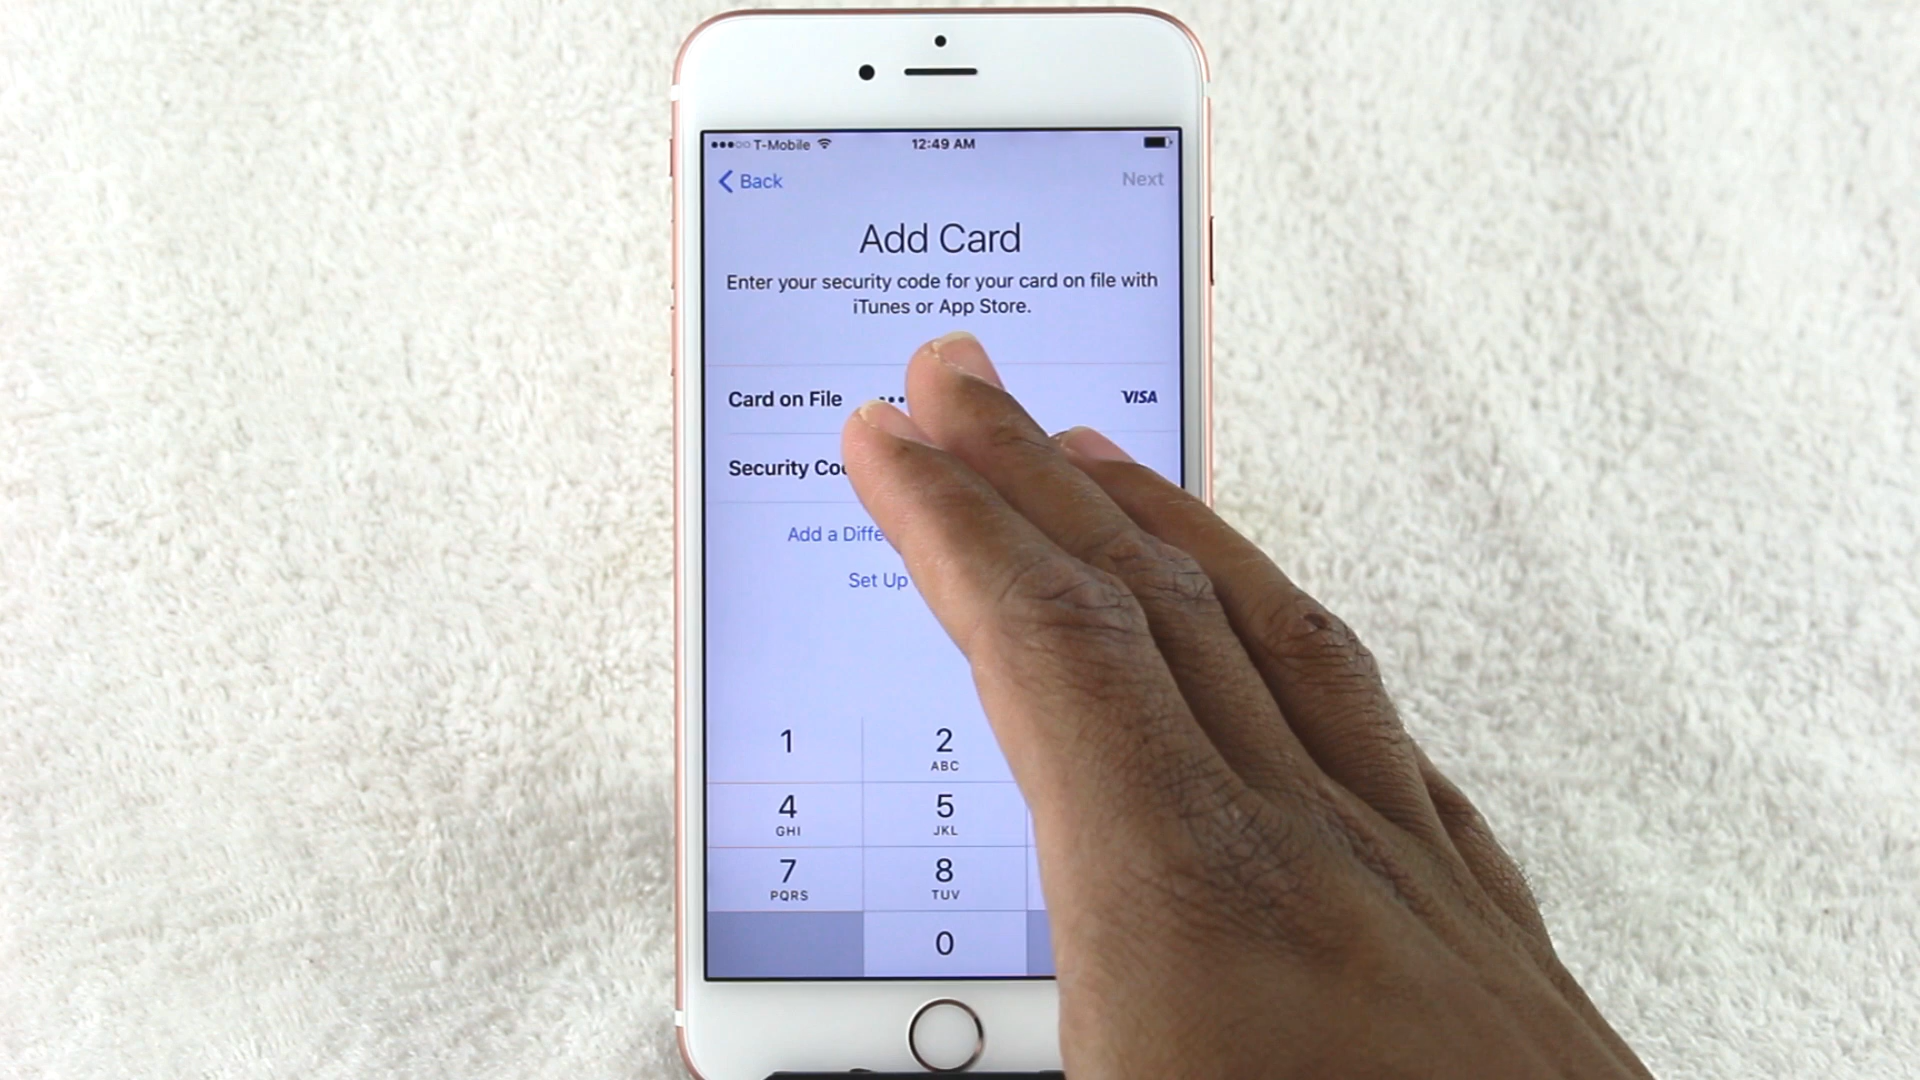 T-Mobile 12:49 AM
Back Next
Add Card
Enter your security code for your card on file with
iTunes or App Store.
Card on File ••• VISA
Security
Add a
Set Up
1 2
ABC
4 5
GHI JKL
7 8
PQRS TUV
0